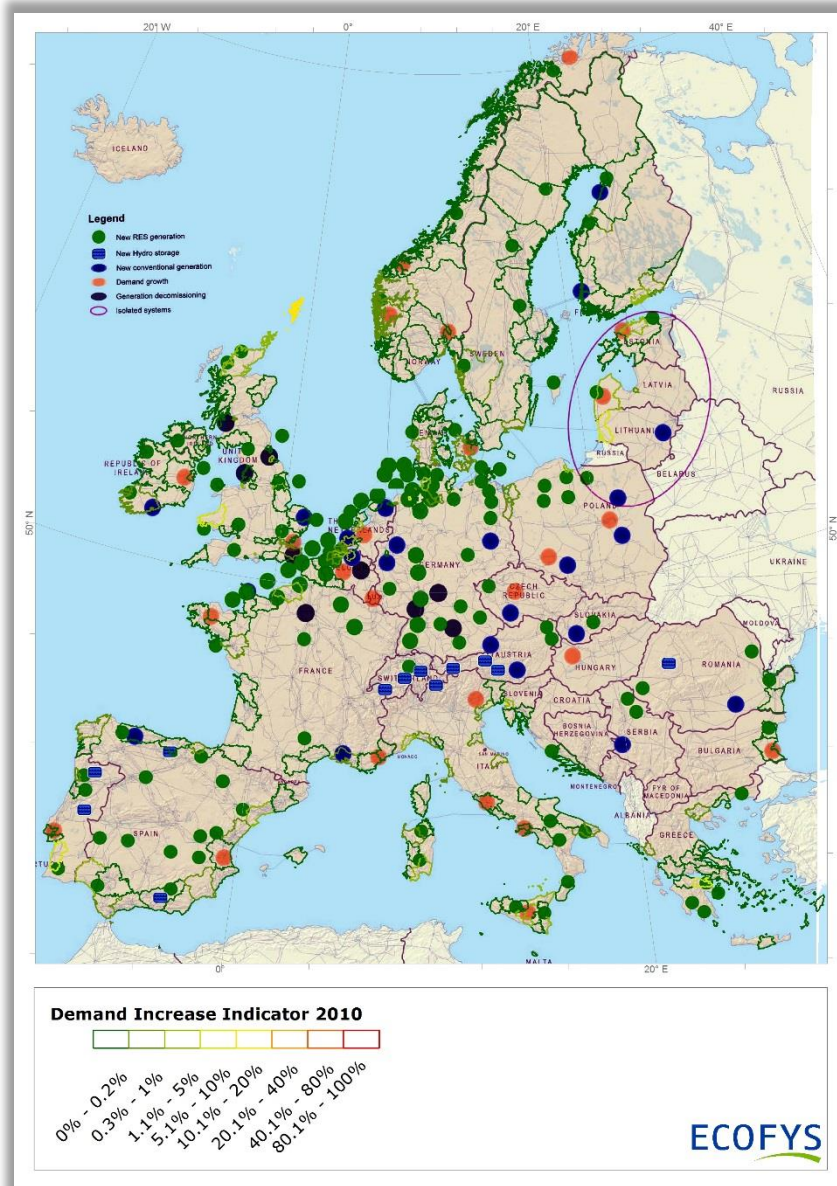 20° W
0°
20° E
40° E
ICELAND
Legend
New RES generation
New Hydro storage
New conventional generation
Demand growth
Generation decomissioning
Isolated systems
NORWAY
SWEDEN
ESTONIA
LATVIA
RUSSIA
LITHUANIA
RUSSIA
BELARUS
REPUBLIC OF
IRELAND
UNITED
KINGDOM
THE
NETHERLANDS
POLAND
50° N
50° N
GERMANY
UKRAINE
CZECH
REPUBLIC
SLOVAKIA
MOLDOVA
FRANCE
AUSTRIA
HUNGARY
ROMANIA
SWITZERLAND
SLOVENIA
CROATIA
BOSNIA
HERZEGOVINA
SERBIA
MONACO
SAN MARINO
ITALY
BULGARIA
MONTENEGRO
FYR OF
MACEDONIA
ALBANIA
SPAIN
GREECE
MALTA
0°
20° E
Demand Increase Indicator 2010
0% - 0.2%
0.3% - 1%
1.1% - 5%
5.1% - 10%
10.1% - 20%
20.1% - 40%
40.1% - 80%
80.1% - 100%
ECOFYS